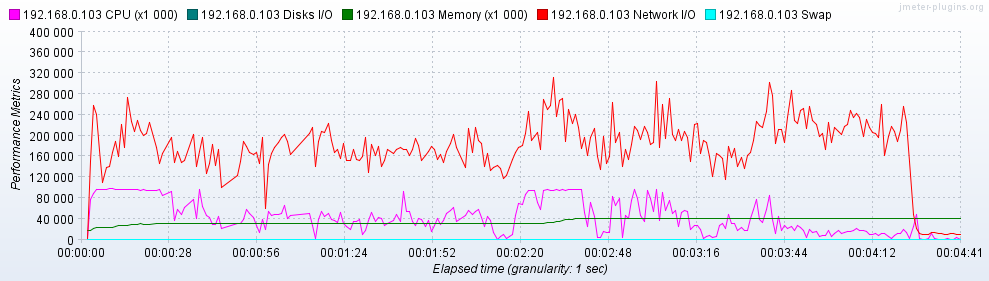 192.168.0.103 CPU (x1 000) 192.168.0.103 Disks I/O 192.168.0.103 Memory (x1 000) 192.168.0.103 Network I/O 192.168.0.103 Swap
jmeter-plugins.org
400 000
360 000
320 000
280 000
240 000
200 000
160 000
120 000
80 000
40 000
0
Performance Metrics
00:00:00 00:00:28 00:00:56 00:01:24 00:01:52 00:02:20 00:02:48 00:03:16 00:03:44 00:04:12 00:04:41
Elapsed time (granularity: 1 sec)